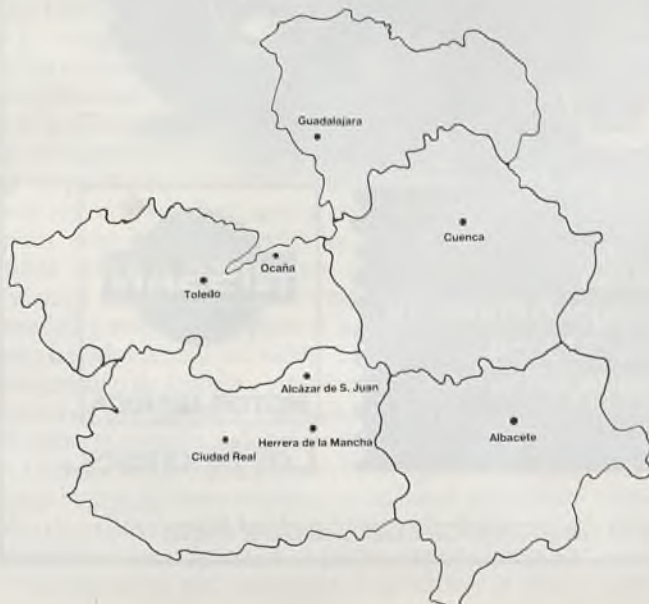 Guadalajara
Cuenca
Ocaña
Toledo
Alcázar de S. Juan
Albacete
Herrera de la Mancha
Ciudad Real